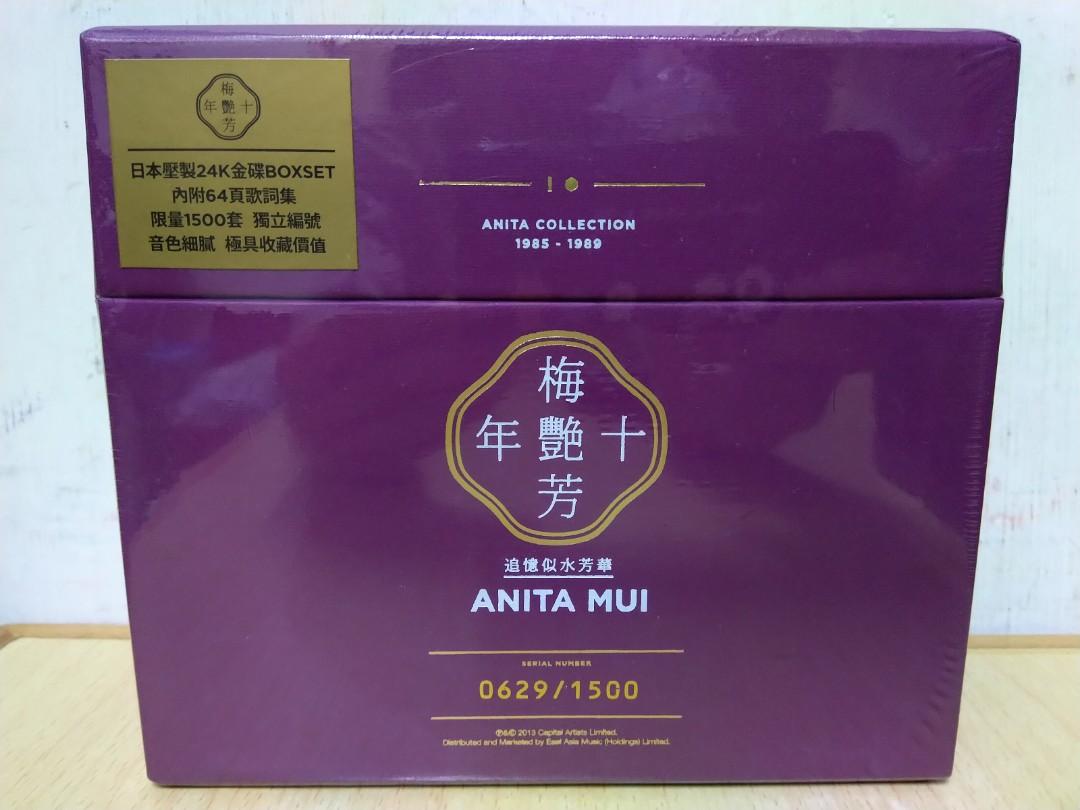 梅
年艷十
芳
日本壓製24K金碟BOXSET
內附64頁歌詞集
限量1500套 獨立編號
音色細膩 極具收藏價值
ANITA COLLECTION
1985 - 1989
梅
年艷十
芳
追憶似水芳華
ANITA MUI
SERIAL NUMBER
0629/1500
℗&© 2013 Capital Artists Limited.
Distributed and Marketed by East Asia Music (Holdings) Limited.